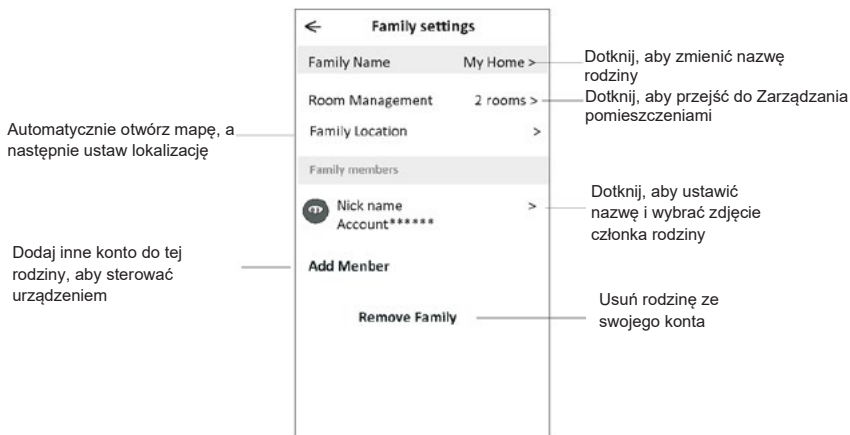 ← Family settings
Family Name My Home >
Dotknij, aby zmienić nazwę
rodziny
Room Management 2 rooms >
Dotknij, aby przejść do Zarządzania
pomieszczeniami
Automatycznie otwórz mapę, a
następnie ustaw lokalizację
Family Location >
Family members
Nick name >
Account******
Dotknij, aby ustawić
nazwę i wybrać zdjęcie
członka rodziny
Dodaj inne konto do tej
rodziny, aby sterować
urządzeniem
Add Menber
Remove Family
Usuń rodzinę ze
swojego konta